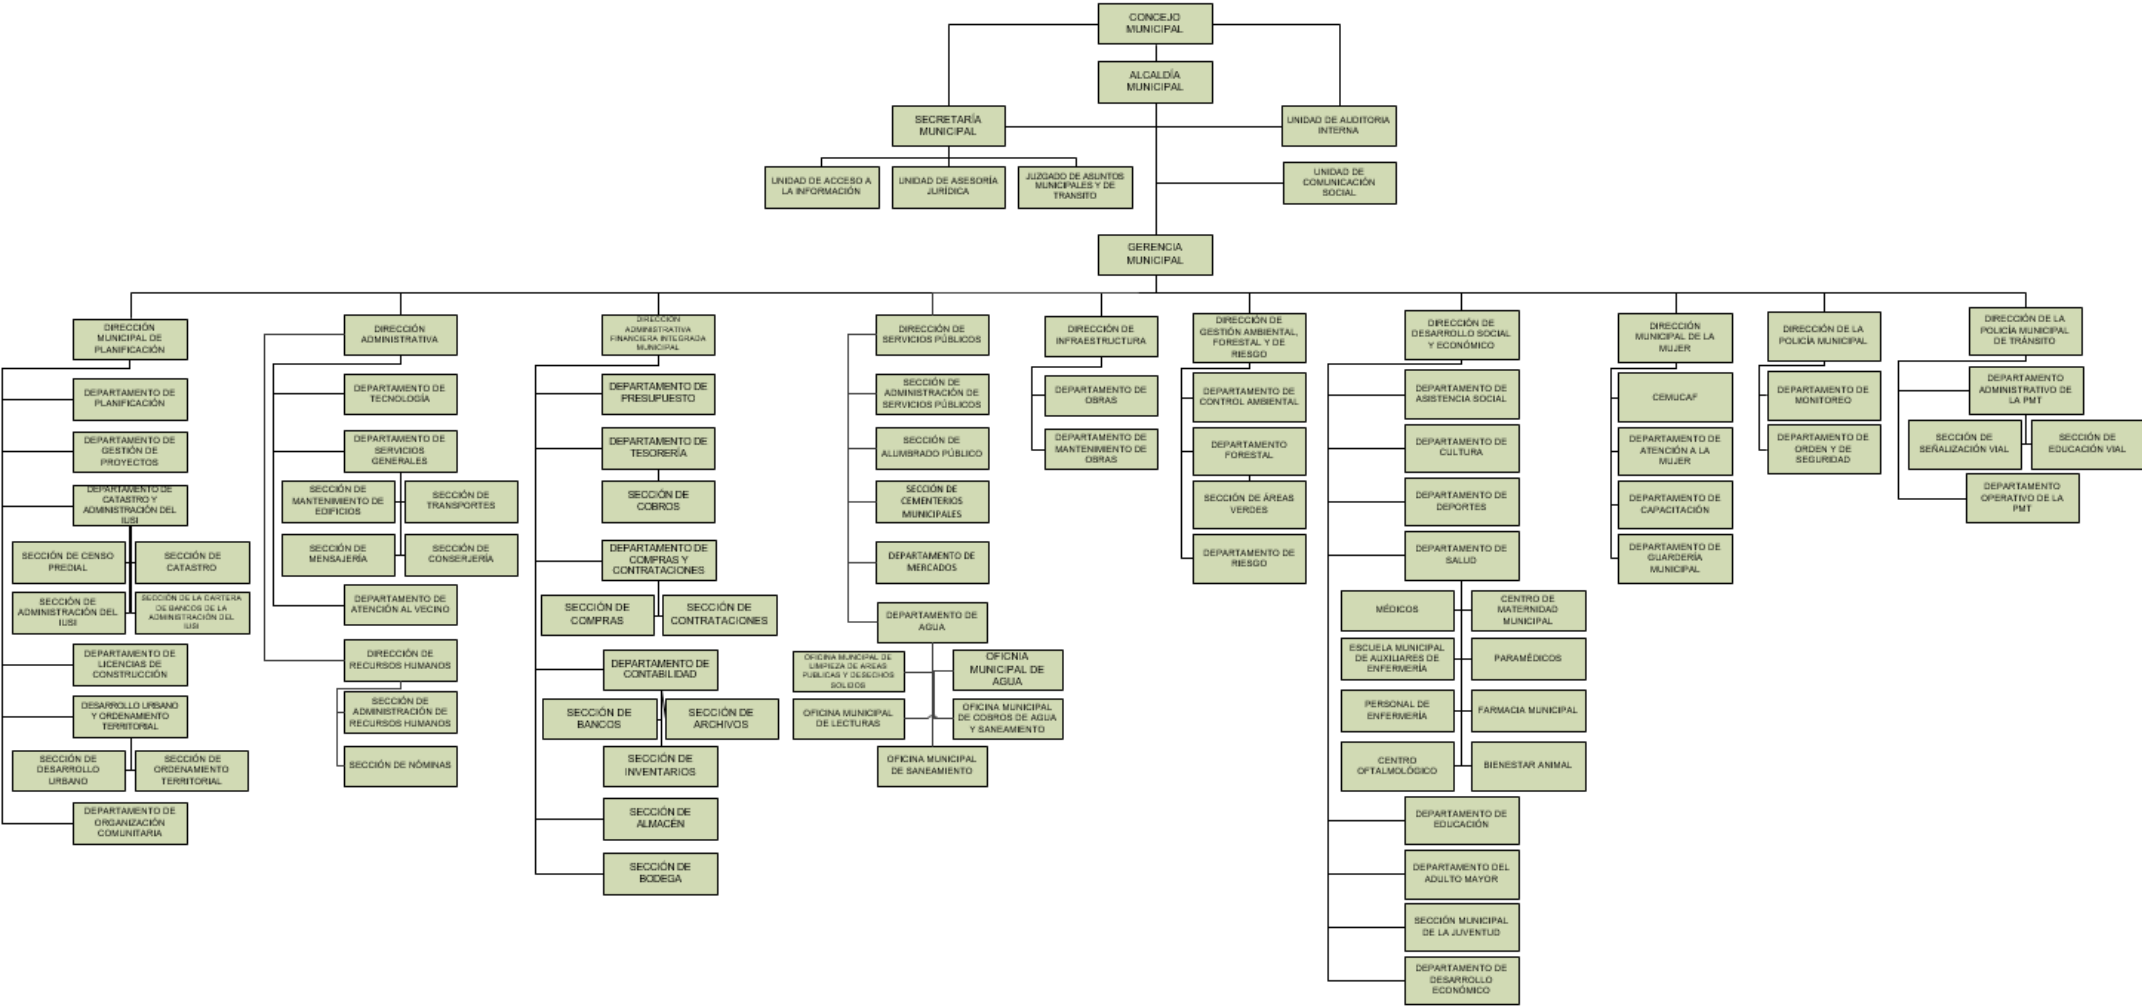 CONCEJO
MUNICIPAL
ALCALDÍA
MUNICIPAL
SECRETARÍA
MUNICIPAL
UNIDAD DE AUDITORIA
INTERNA
UNIDAD DE ACCESO A
LA INFORMACIÓN
UNIDAD DE ASESORÍA
JURÍDICA
JUZGADO DE ASUNTOS
MUNICIPALES Y DE
TRANSITO
UNIDAD DE
COMUNICACIÓN
SOCIAL
GERENCIA
MUNICIPAL
DIRECCIÓN
MUNICIPAL DE
PLANIFICACIÓN
DEPARTAMENTO DE
PLANIFICACIÓN
DEPARTAMENTO DE
GESTIÓN DE
PROYECTOS
DEPARTAMENTO DE
CATASTRO Y
ADMINISTRACIÓN DEL
IUSI
SECCIÓN DE CENSO
PREDIAL
SECCIÓN DE
CATASTRO
SECCIÓN DE
ADMINISTRACIÓN DEL
IUSI
SECCIÓN DE LA CARTERA
DE BANCOS DE LA
ADMINISTRACIÓN DEL
IUSI
DEPARTAMENTO DE
LICENCIAS DE
CONSTRUCCIÓN
DESARROLLO URBANO
Y ORDENAMIENTO
TERRITORIAL
SECCIÓN DE
DESARROLLO
URBANO
SECCIÓN DE
ORDENAMIENTO
TERRITORIAL
DEPARTAMENTO DE
ORGANIZACIÓN
COMUNITARIA
DIRECCIÓN
ADMINISTRATIVA
DEPARTAMENTO DE
TECNOLOGÍA
DEPARTAMENTO DE
SERVICIOS
GENERALES
SECCIÓN DE
MANTENIMIENTO DE
EDIFICIOS
SECCIÓN DE
TRANSPORTES
SECCIÓN DE
MENSAJERÍA
SECCIÓN DE
CONSERJERÍA
DEPARTAMENTO DE
ATENCIÓN AL VECINO
DIRECCIÓN DE
RECURSOS HUMANOS
SECCIÓN DE
ADMINISTRACIÓN DE
RECURSOS HUMANOS
SECCIÓN DE NÓMINAS
DIRECCIÓN
ADMINISTRATIVA
FINANCIERA INTEGRADA
MUNICIPAL
DEPARTAMENTO DE
PRESUPUESTO
DEPARTAMENTO DE
TESORERÍA
SECCIÓN DE
COBROS
DEPARTAMENTO DE
COMPRAS Y
CONTRATACIONES
SECCIÓN DE
COMPRAS
SECCIÓN DE
CONTRATACIONES
DEPARTAMENTO DE
CONTABILIDAD
SECCIÓN DE
BANCOS
SECCIÓN DE
ARCHIVOS
SECCIÓN DE
INVENTARIOS
SECCIÓN DE
ALMACÉN
SECCIÓN DE
BODEGA
DIRECCIÓN DE
SERVICIOS PÚBLICOS
SECCIÓN DE
ADMINISTRACIÓN DE
SERVICIOS PÚBLICOS
SECCIÓN DE
ALUMBRADO PÚBLICO
SECCIÓN DE
CEMENTERIOS
MUNICIPALES
DEPARTAMENTO DE
MERCADOS
DEPARTAMENTO DE
AGUA
OFICINA MUNCIPAL DE
LIMPIEZA DE AREAS
PUBLICAS Y DESECHOS
SOLIDOS
OFICNIA
MUNICIPAL DE
AGUA
OFICINA MUNICIPAL
DE LECTURAS
OFICINA MUNICIPAL
DE COBROS DE AGUA
Y SANEAMIENTO
OFICINA MUNICIPAL
DE SANEAMIENTO
DIRECCIÓN DE
INFRAESTRUCTURA
DEPARTAMENTO DE
OBRAS
DEPARTAMENTO DE
MANTENIMIENTO DE
OBRAS
DIRECCIÓN DE
GESTIÓN AMBIENTAL,
FORESTAL Y DE
RIESGO
DEPARTAMENTO DE
CONTROL AMBIENTAL
DEPARTAMENTO
FORESTAL
SECCIÓN DE ÁREAS
VERDES
DEPARTAMENTO DE
RIESGO
DIRECCIÓN DE
DESARROLLO SOCIAL
Y ECONÓMICO
DEPARTAMENTO DE
ASISTENCIA SOCIAL
DEPARTAMENTO DE
CULTURA
DEPARTAMENTO DE
DEPORTES
DEPARTAMENTO DE
SALUD
MÉDICOS
CENTRO DE
MATERNIDAD
MUNICIPAL
ESCUELA MUNICIPAL
DE AUXILIARES DE
ENFERMERÍA
PARAMÉDICOS
PERSONAL DE
ENFERMERÍA
FARMACIA MUNICIPAL
CENTRO
OFTALMOLÓGICO
BIENESTAR ANIMAL
DEPARTAMENTO DE
EDUCACIÓN
DEPARTAMENTO DEL
ADULTO MAYOR
SECCIÓN MUNICIPAL
DE LA JUVENTUD
DEPARTAMENTO DE
DESARROLLO
ECONÓMICO
DIRECCIÓN
MUNICIPAL DE LA
MUJER
CEMUCAF
DEPARTAMENTO DE
ATENCIÓN A LA
MUJER
DEPARTAMENTO DE
CAPACITACIÓN
DEPARTAMENTO DE
GUARDERÍA
MUNICIPAL
DIRECCIÓN DE LA
POLICÍA MUNICIPAL
DEPARTAMENTO DE
MONITOREO
DEPARTAMENTO DE
ORDEN Y DE
SEGURIDAD
DIRECCIÓN DE LA
POLICÍA MUNICIPAL
DE TRÁNSITO
DEPARTAMENTO
ADMINISTRATIVO DE
LA PMT
SECCIÓN DE
SEÑALIZACIÓN VIAL
SECCIÓN DE
EDUCACIÓN VIAL
DEPARTAMENTO
OPERATIVO DE LA
PMT